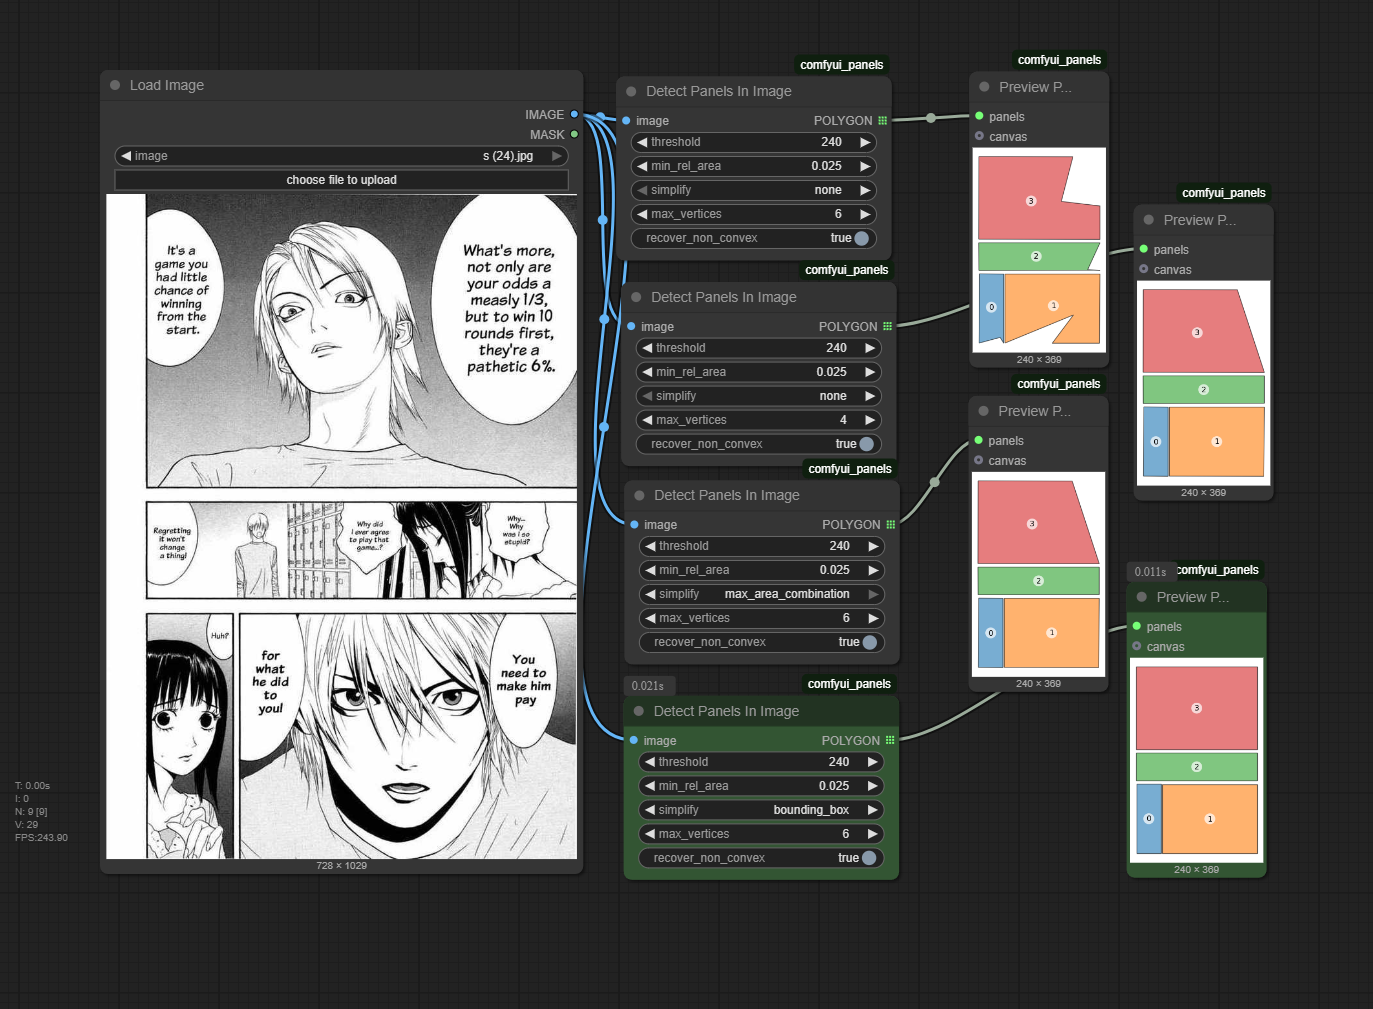 Load Image
IMAGE
MASK
image
s (24).jpg
choose file to upload
It's a
game you
had little
chance of
winning
from the
start.
What's more,
not only are
your odds a
measly 1/3,
but to win 10
rounds first,
they're a
pathetic 6%.
Regretting
it won't
change
a thing!
Why did
I ever agree
to play that
game...?
Why...
Why
was I so
stupid?
Huh?
for
what
he did
to
you!
You
need to
make him
pay
728 × 1029
comfyui_panels
Detect Panels In Image
image
POLYGON
threshold
240
min_rel_area
0.025
simplify
none
max_vertices
6
recover_non_convex
true
comfyui_panels
Detect Panels In Image
image
POLYGON
threshold
240
min_rel_area
0.025
simplify
none
max_vertices
4
recover_non_convex
true
comfyui_panels
Detect Panels In Image
image
POLYGON
threshold
240
min_rel_area
0.025
simplify
max_area_combination
max_vertices
6
recover_non_convex
true
0.021s
comfyui_panels
Detect Panels In Image
image
POLYGON
threshold
240
min_rel_area
0.025
simplify
bounding_box
max_vertices
6
recover_non_convex
true
comfyui_panels
Preview P...
panels
canvas
3
2
0
1
240 × 369
comfyui_panels
Preview P...
panels
canvas
3
2
0
1
240 × 369
comfyui_panels
Preview P...
panels
canvas
3
2
0
1
240 × 369
0.011s
comfyui_panels
Preview P...
panels
canvas
3
2
0
1
240 × 369
T: 0.00s
I: 0
N: 9 [9]
V: 29
FPS:243.90